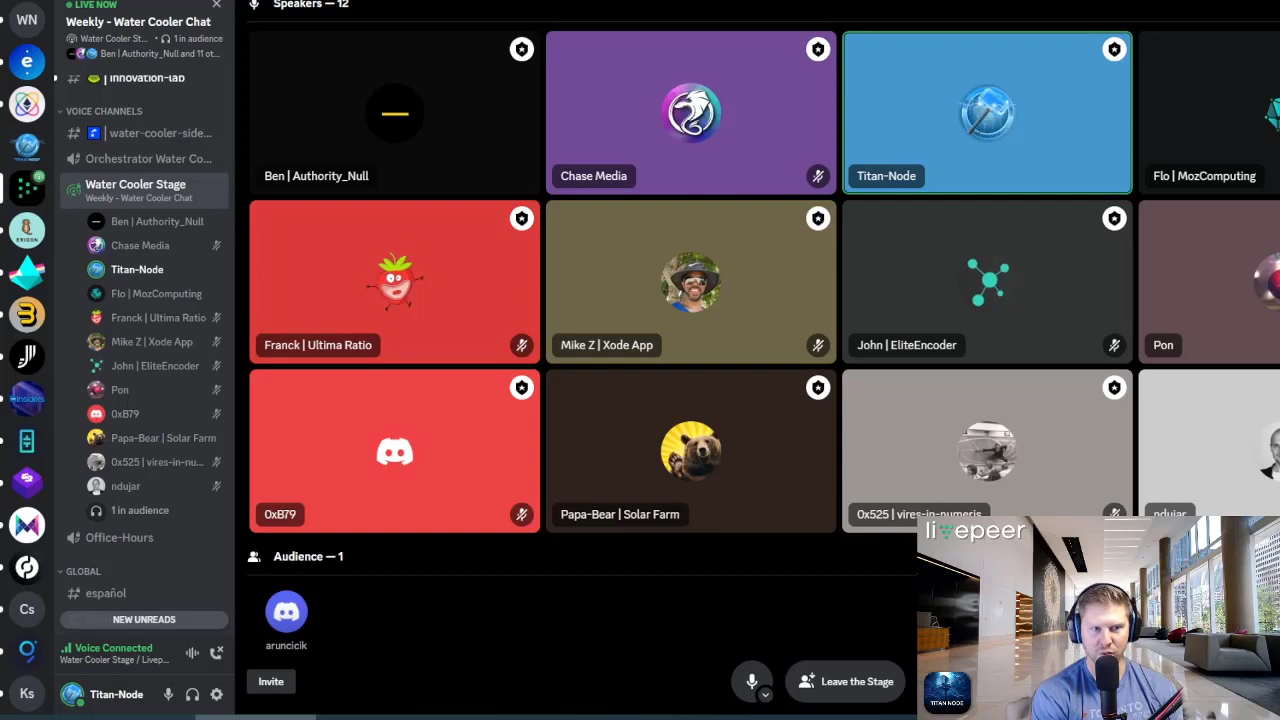 WN
LIVE NOW
Weekly - Water Cooler Chat
Water Cooler St... · 1 in audience
Ben | Authority_Null and 11 ot...
# | innovation-lab
VOICE CHANNELS
# | water-cooler-side...
Orchestrator Water Co...
Water Cooler Stage
Weekly - Water Cooler Chat
Ben | Authority_Null
Chase Media
Titan-Node
Flo | MozComputing
Franck | Ultima Ratio
Mike Z | Xode App
John | EliteEncoder
Pon
0xB79
Papa-Bear | Solar Farm
0x525 | vires-in-nu...
ndujar
1 in audience
Office-Hours
GLOBAL
# español
NEW UNREADS
Voice Connected
Water Cooler Stage / Livep...
Titan-Node
TITAN NODE
ERIGON
insiders
Cs
Ks
Speakers — 12
Ben | Authority_Null
Chase Media
Titan-Node
Flo | MozComputing
Franck | Ultima Ratio
Mike Z | Xode App
John | EliteEncoder
Pon
0xB79
Papa-Bear | Solar Farm
0x525 | vires-in-numeris
ndujar
Audience — 1
aruncicik
Invite
Leave the Stage
livepeer
TITAN NODE